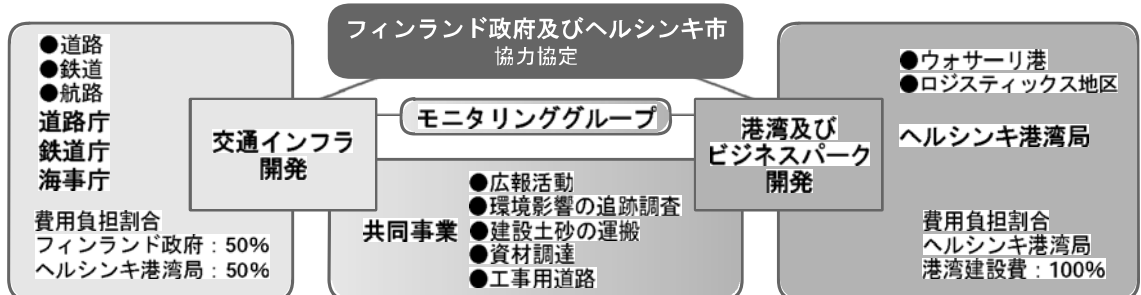 フィンランド政府及びヘルシンキ市
協力協定
●道路
●鉄道
●航路
道路庁
鉄道庁
海事庁
費用負担割合
フィンランド政府：50%
ヘルシンキ港湾局：50%
交通インフラ
開発
モニタリンググループ
港湾及び
ビジネスパーク
開発
共同事業
●広報活動
●環境影響の追跡調査
●建設土砂の運搬
●資材調達
●工事用道路
●ウォサーリ港
●ロジスティックス地区
ヘルシンキ港湾局
費用負担割合
ヘルシンキ港湾局
港湾建設費：100%